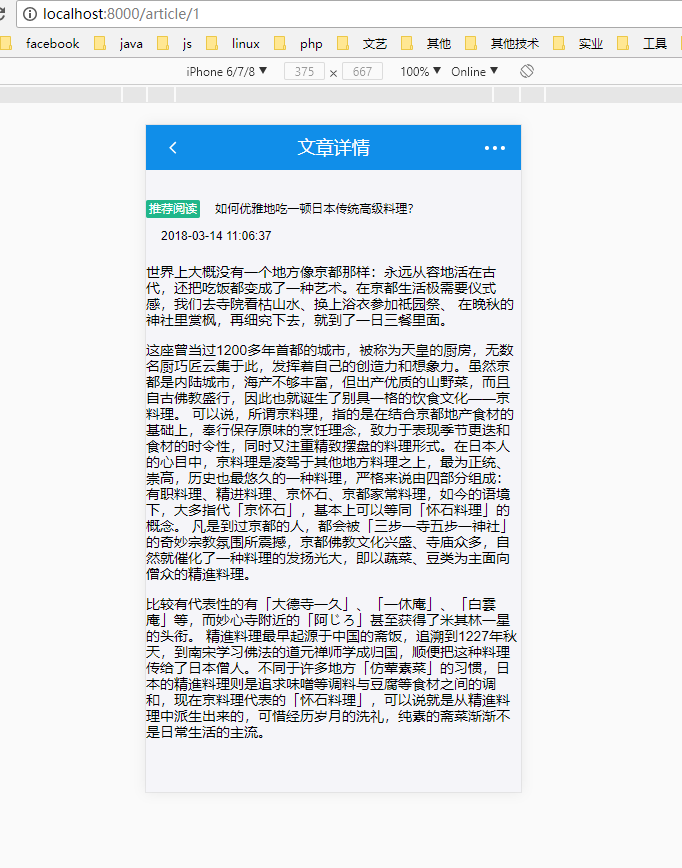 localhost:8000/article/1
facebook java js linux php 文艺 其他 其他技术 实业 工具
iPhone 6/7/8 ▼ 375 × 667 100% ▼ Online ▼
文章详情
推荐阅读 如何优雅地吃一顿日本传统高级料理?
2018-03-14 11:06:37
世界上大概没有一个地方像京都那样：永远从容地活在古
代，还把吃饭都变成了一种艺术。在京都生活极需要仪式
感，我们去寺院看枯山水、换上浴衣参加祇园祭、 在晚秋的
神社里赏枫，再细究下去，就到了一日三餐里面。
这座曾当过1200多年首都的城市，被称为天皇的厨房，无数
名厨巧匠云集于此，发挥着自己的创造力和想象力。虽然京
都是内陆城市，海产不够丰富，但出产优质的山野菜，而且
自古佛教盛行，因此也就诞生了别具一格的饮食文化——京
料理。 可以说，所谓京料理，指的是在结合京都地产食材的
基础上，奉行保存原味的烹饪理念，致力于表现季节更迭和
食材的时令性，同时又注重精致摆盘的料理形式。在日本人
的心目中，京料理是凌驾于其他地方料理之上，最为正统、
崇高，历史也最悠久的一种料理，严格来说由四部分组成：
有职料理、精进料理、京怀石、京都家常料理，如今的语境
下，大多指代「京怀石」，基本上可以等同「怀石料理」的
概念。 凡是到过京都的人，都会被「三步一寺五步一神社」
的奇妙宗教氛围所震撼，京都佛教文化兴盛、寺庙众多，自
然就催化了一种料理的发扬光大，即以蔬菜、豆类为主面向
僧众的精進料理。
比较有代表性的有「大德寺一久」、「一休庵」、「白雲
庵」等，而妙心寺附近的「阿じろ」甚至获得了米其林一星
的头衔。 精進料理最早起源于中国的斋饭，追溯到1227年秋
天，到南宋学习佛法的道元禅师学成归国，顺便把这种料理
传给了日本僧人。不同于许多地方「仿荤素菜」的习惯，日
本的精進料理则是追求味噌等调料与豆腐等食材之间的调
和，现在京料理代表的「怀石料理」，可以说就是从精進料
理中派生出来的，可惜经历岁月的洗礼，纯素的斋菜渐渐不
是日常生活的主流。